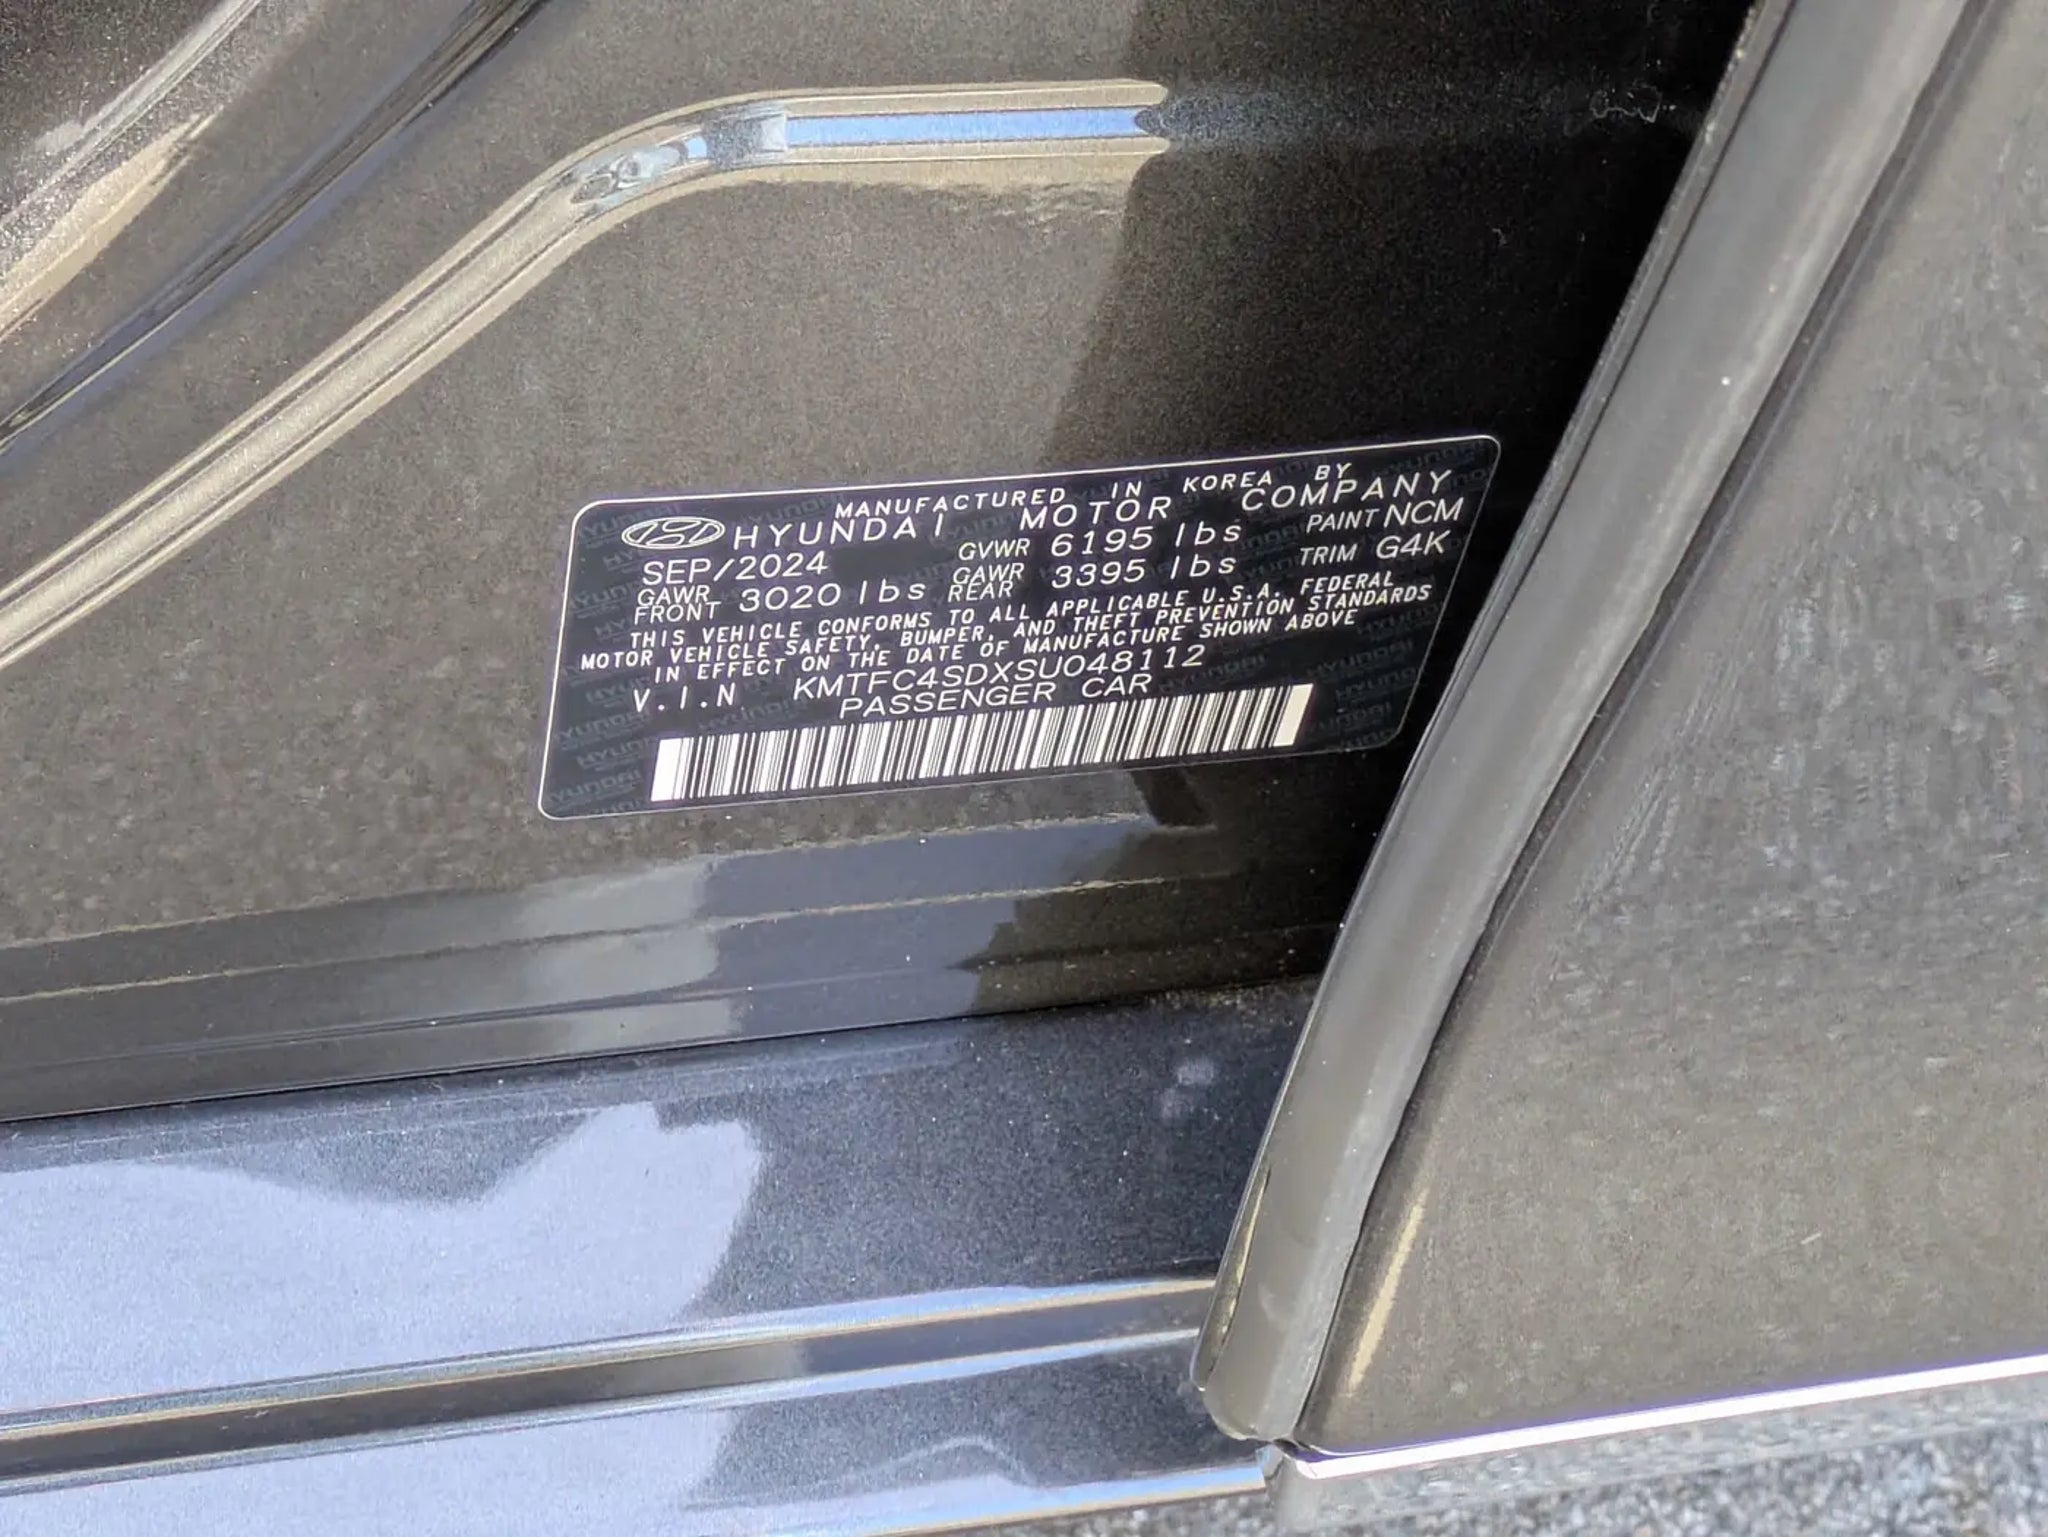 MANUFACTURED IN KOREA BY
HYUNDAI MOTOR COMPANY
SEP/2024 GVWR 6195 lbs PAINT NCM
GAWR FRONT 3020 lbs GAWR REAR 3395 lbs TRIM G4K
THIS VEHICLE CONFORMS TO ALL APPLICABLE U.S.A. FEDERAL
MOTOR VEHICLE SAFETY, BUMPER, AND THEFT PREVENTION STANDARDS
IN EFFECT ON THE DATE OF MANUFACTURE SHOWN ABOVE
V.I.N KMTFC4SDXSU048112
PASSENGER CAR